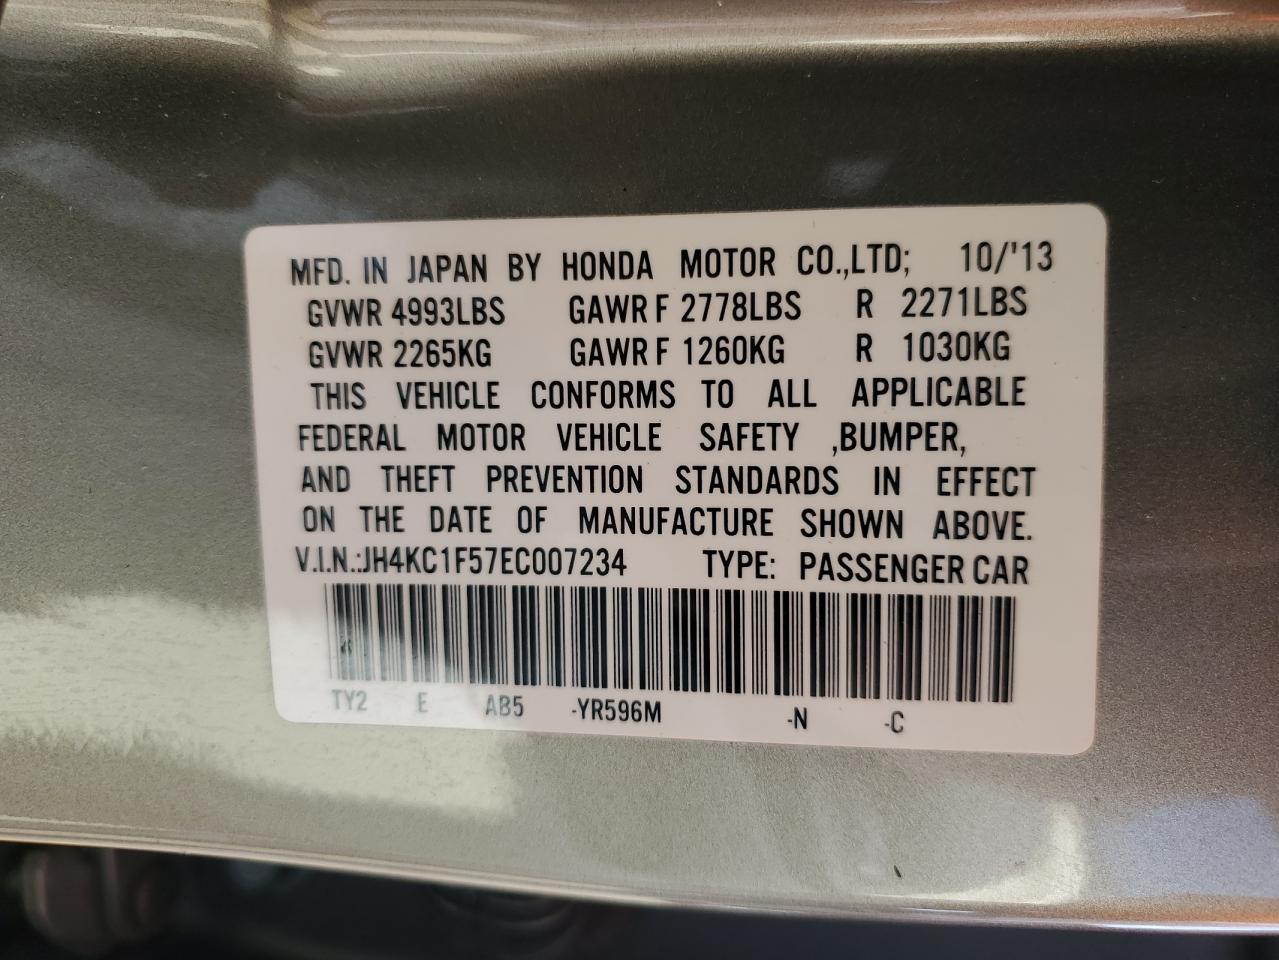 MFD. IN JAPAN BY HONDA MOTOR CO.,LTD; 10/'13
GVWR 4993LBS GAWR F 2778LBS R 2271LBS
GVWR 2265KG GAWR F 1260KG R 1030KG
THIS VEHICLE CONFORMS TO ALL APPLICABLE
FEDERAL MOTOR VEHICLE SAFETY ,BUMPER,
AND THEFT PREVENTION STANDARDS IN EFFECT
ON THE DATE OF MANUFACTURE SHOWN ABOVE.
V.I.N.:JH4KC1F57EC007234 TYPE: PASSENGER CAR
TY2 E AB5 -YR596M -N -C